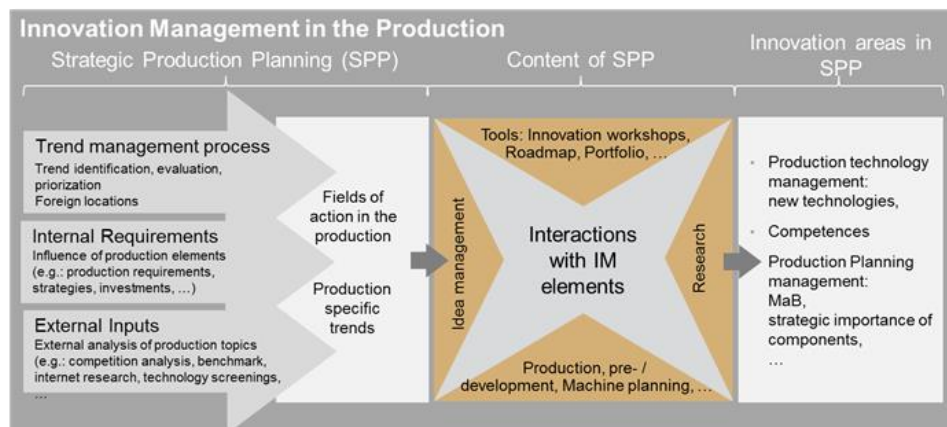 Innovation Management in the Production
Strategic Production Planning (SPP)
Content of SPP
Innovation areas in
SPP
Trend management process
Trend identification, evaluation,
priorization
Foreign locations
Internal Requirements
Influence of production elements
(e.g.: production requirements,
strategies, investments, …)
External Inputs
External analysis of production topics
(e.g.: competition analysis, benchmark,
internet research, technology screenings,
…
Fields of
action in the
production
Production
specific
trends
Tools: Innovation workshops,
Roadmap, Portfolio, …
Idea management
Interactions
with IM
elements
Research
Production, pre- /
development, Machine planning, …
• Production technology
management:
new technologies,
• Competences
• Production Planning
management:
MaB,
strategic importance of
components,
…